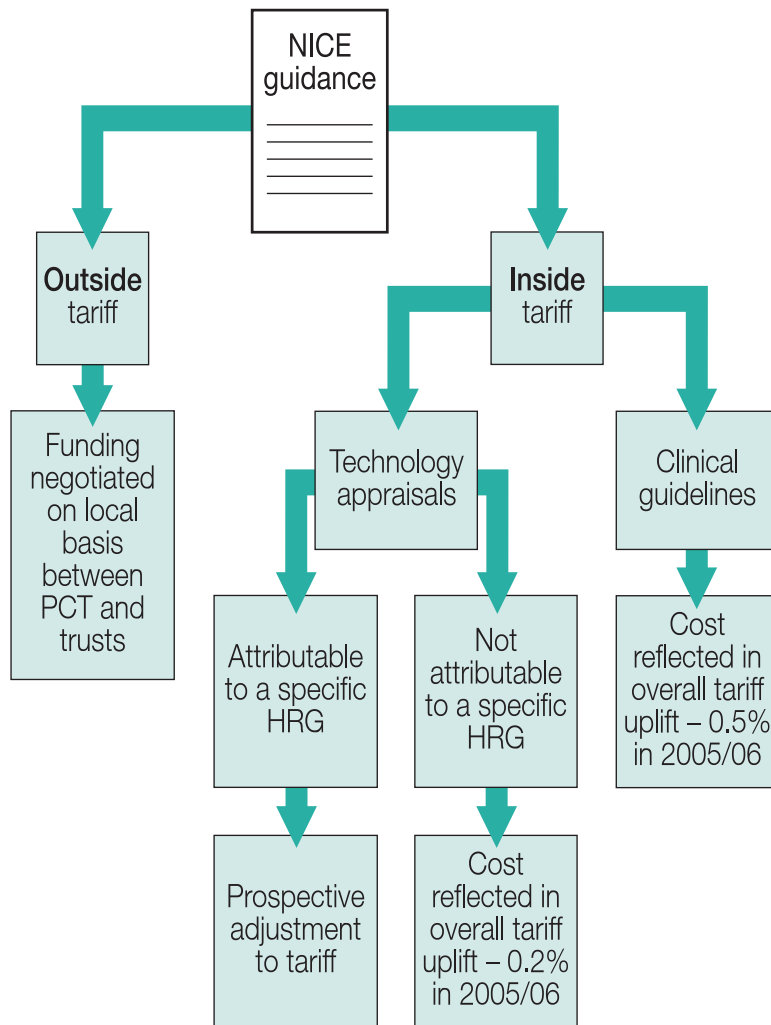 NICE
guidance
Outside
tariff
Inside
tariff
Funding
negotiated
on local
basis
between
PCT and
trusts
Technology
appraisals
Clinical
guidelines
Attributable
to a specific
HRG
Not
attributable
to a specific
HRG
Cost
reflected in
overall tariff
uplift – 0.5%
in 2005/06
Prospective
adjustment
to tariff
Cost
reflected in
overall tariff
uplift – 0.2%
in 2005/06